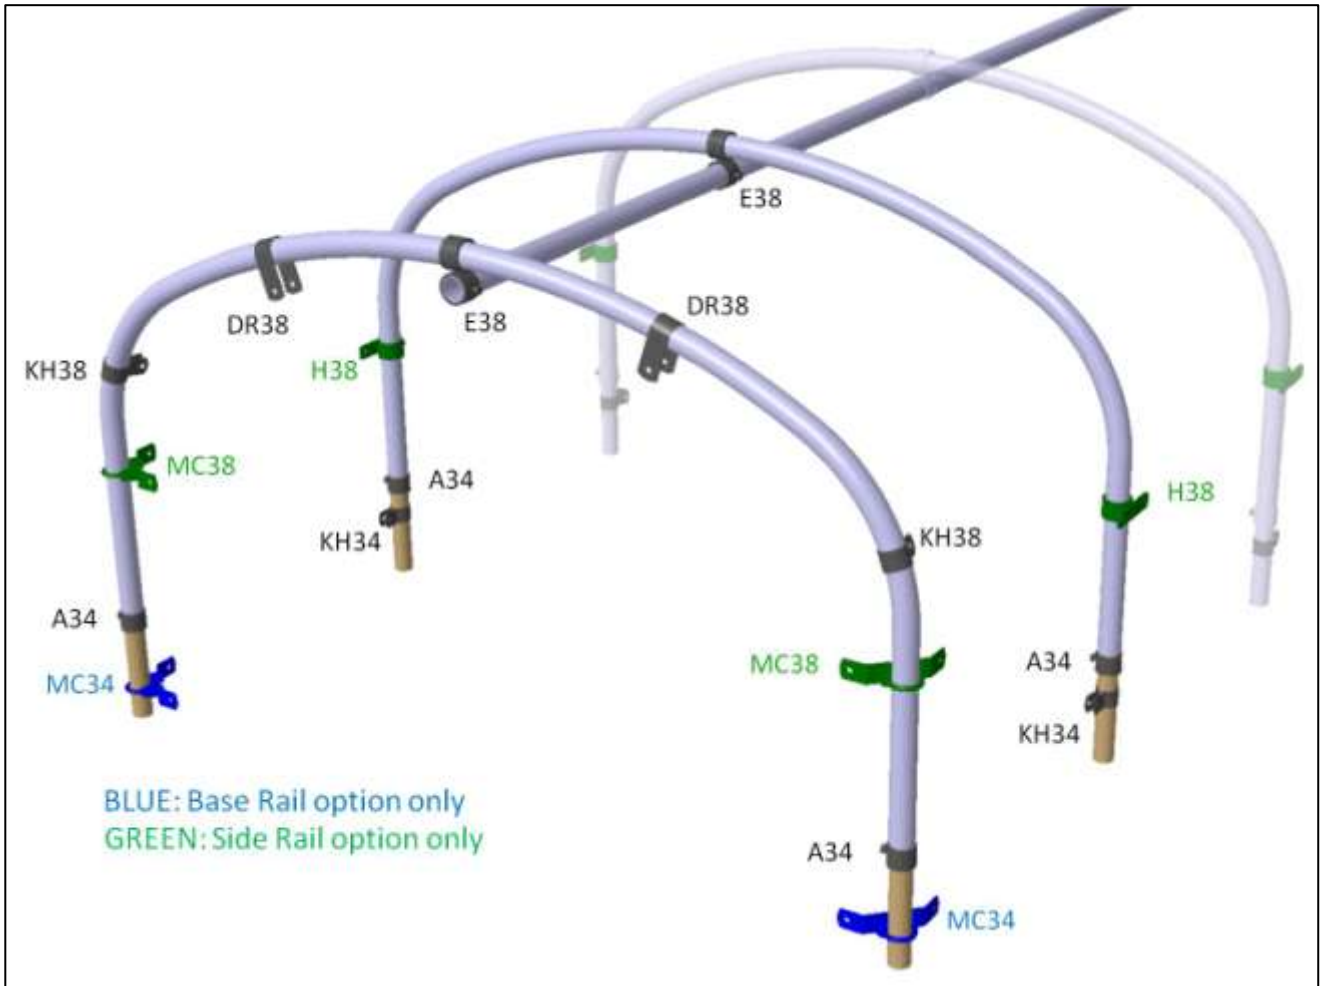 E38
DR38
DR38
E38
KH38
H38
MC38
A34
H38
KH34
KH38
A34
MC38
A34
MC34
KH34
BLUE: Base Rail option only
GREEN: Side Rail option only
A34
MC34